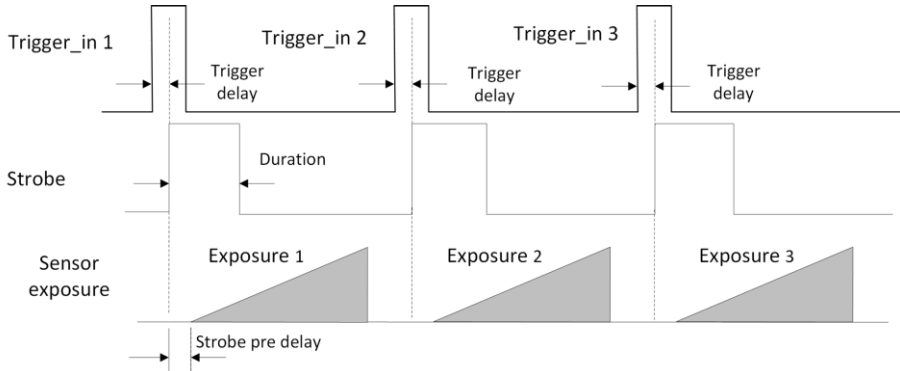 Trigger_in 1
Trigger_in 2
Trigger_in 3
Trigger
delay
Trigger
delay
Trigger
delay
Strobe
Duration
Sensor
exposure
Exposure 1
Exposure 2
Exposure 3
Strobe pre delay